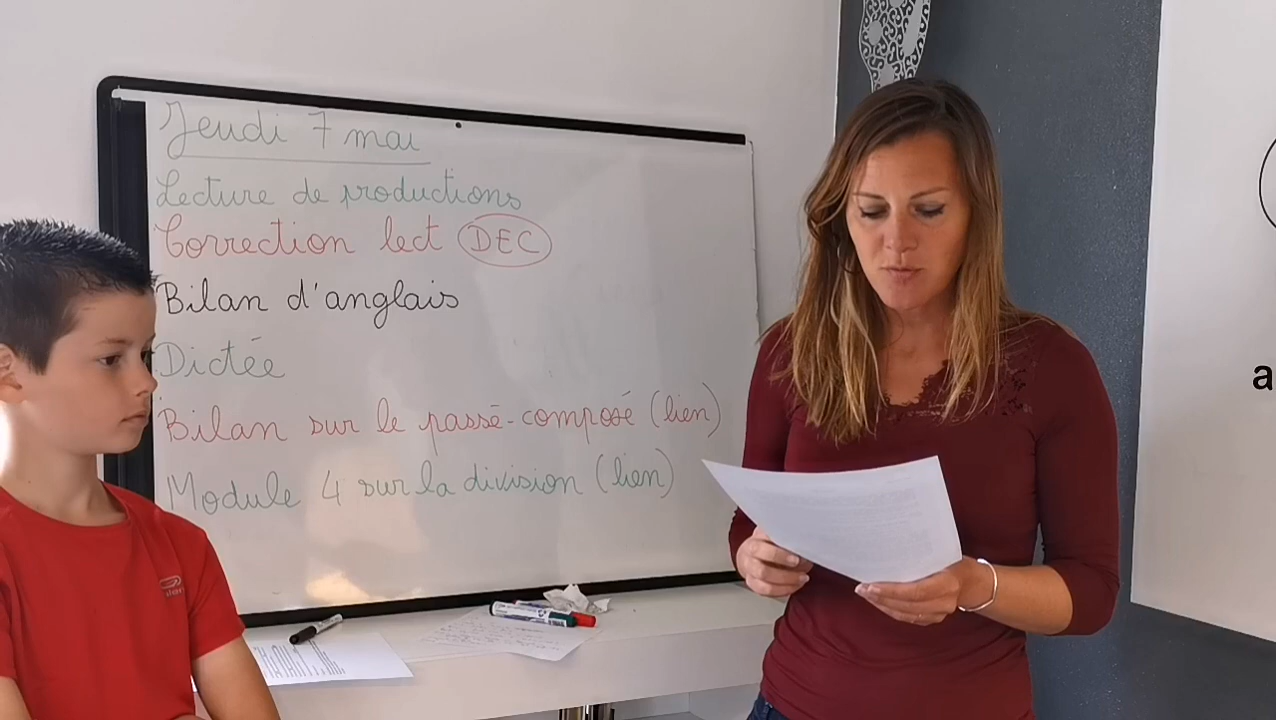 Jeudi 7 mai
Lecture de productions
Correction lect DEC
Bilan d'anglais
Dictée
Bilan sur le passé-composé (lien)
Module 4 sur la division (lien)
a